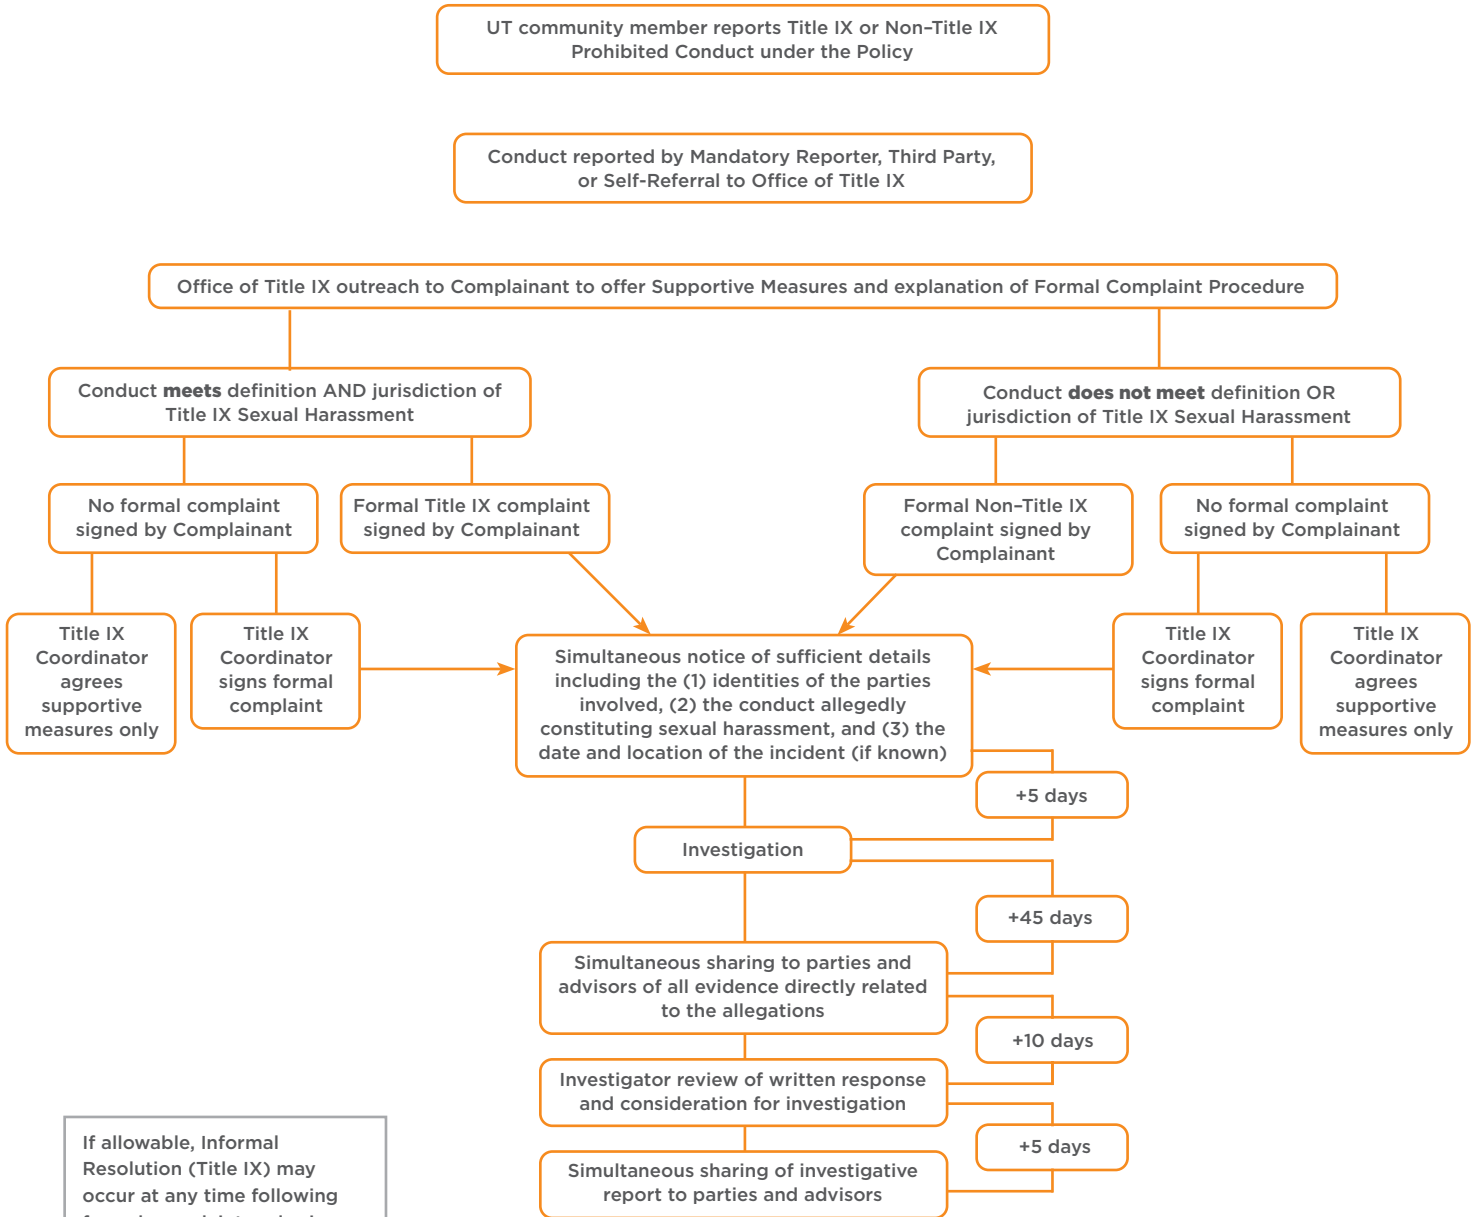 UT community member reports Title IX or Non–Title IX
Prohibited Conduct under the Policy
Conduct reported by Mandatory Reporter, Third Party,
or Self-Referral to Office of Title IX
Office of Title IX outreach to Complainant to offer Supportive Measures and explanation of Formal Complaint Procedure
Conduct meets definition AND jurisdiction of
Title IX Sexual Harassment
Conduct does not meet definition OR
jurisdiction of Title IX Sexual Harassment
No formal complaint
signed by Complainant
Formal Title IX complaint
signed by Complainant
Formal Non–Title IX
complaint signed by
Complainant
No formal complaint
signed by Complainant
Title IX
Coordinator
agrees
supportive
measures only
Title IX
Coordinator
signs formal
complaint
Simultaneous notice of sufficient details
including the (1) identities of the parties
involved, (2) the conduct allegedly
constituting sexual harassment, and (3) the
date and location of the incident (if known)
Title IX
Coordinator
signs formal
complaint
Title IX
Coordinator
agrees
supportive
measures only
+5 days
Investigation
+45 days
Simultaneous sharing to parties and
advisors of all evidence directly related
to the allegations
+10 days
Investigator review of written response
and consideration for investigation
+5 days
Simultaneous sharing of investigative
report to parties and advisors
If allowable, Informal
Resolution (Title IX) may
occur at any time following